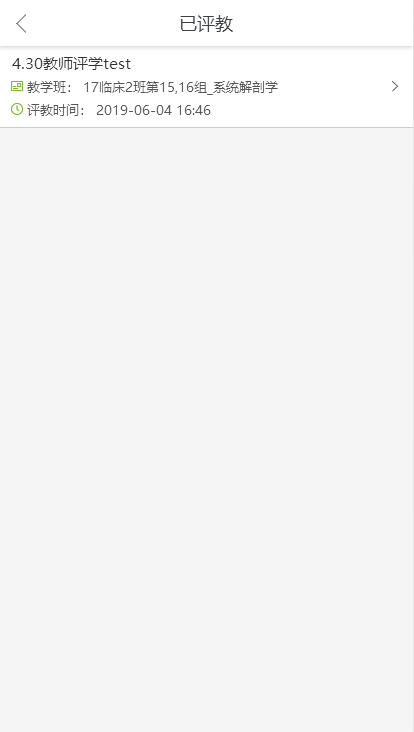 已评教
4.30教师评学test
教学班： 17临床2班第15,16组_系统解剖学
评教时间： 2019-06-04 16:46